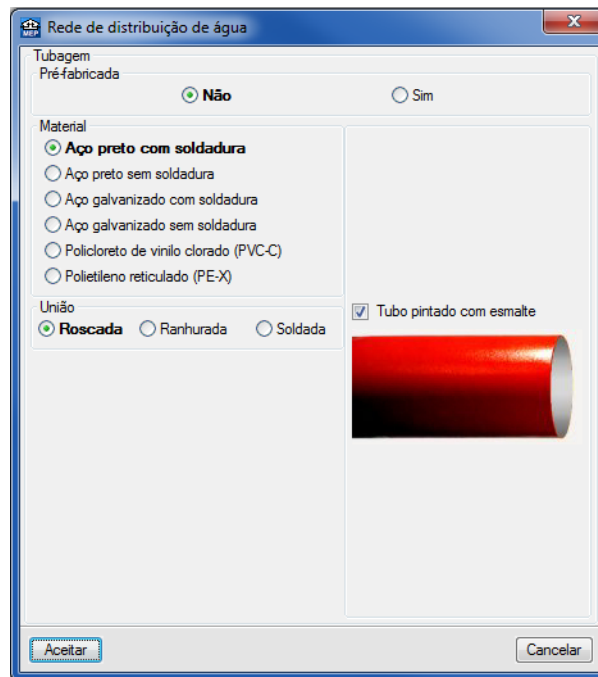 MEP
Rede de distribuição de água
Tubagem
Pré-fabricada
Não
Sim
Material
Aço preto com soldadura
Aço preto sem soldadura
Aço galvanizado com soldadura
Aço galvanizado sem soldadura
Policloreto de vinilo clorado (PVC-C)
Polietileno reticulado (PE-X)
União
Roscada Ranhurada Soldada
Tubo pintado com esmalte
Aceitar
Cancelar